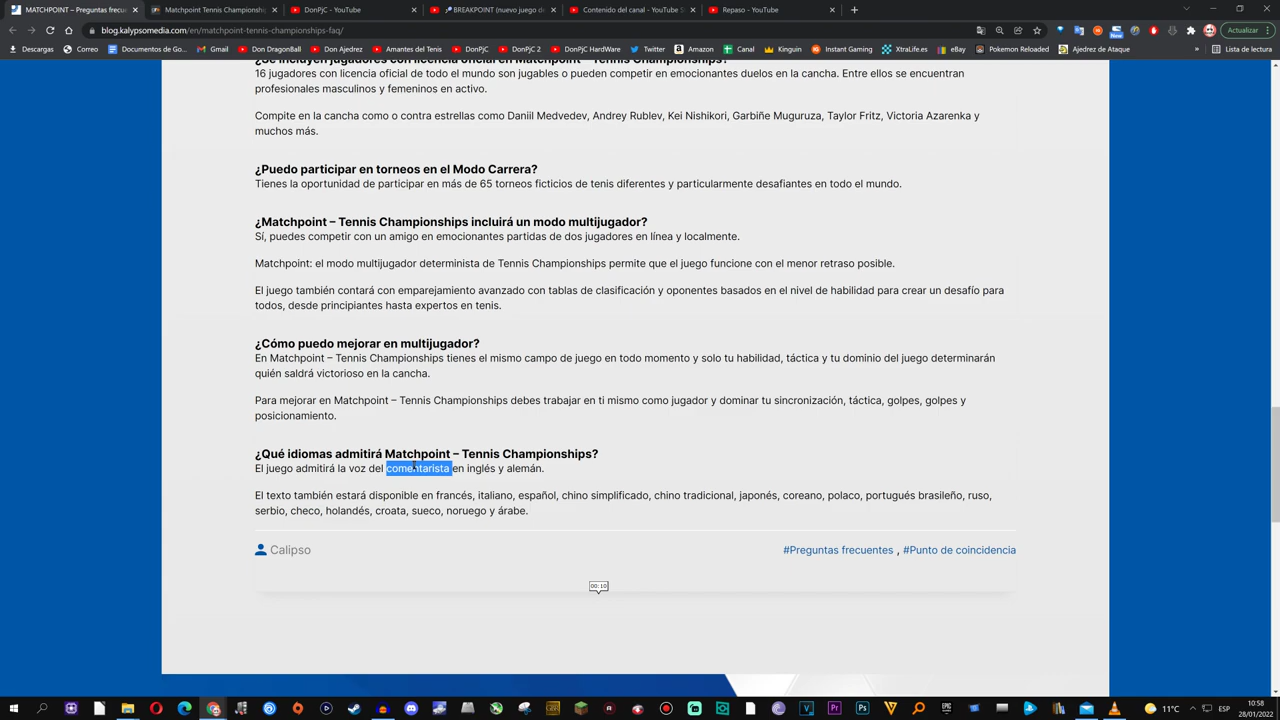 MATCHPOINT – Preguntas frecue
Matchpoint Tennis Championship
DonPjC - YouTube
BREAKPOINT (nuevo juego de
Contenido del canal - YouTube S
Repaso - YouTube
blog.kalypsomedia.com/en/matchpoint-tennis-championships-faq/
Actualizar
Descargas
Correo
Documentos de Go...
Gmail
Don DragonBall
Don Ajedrez
Amantes del Tenis
DonPjC
DonPjC 2
DonPjC HardWare
Twitter
Amazon
Canal
Kinguin
Instant Gaming
XtraLife.es
eBay
Pokemon Reloaded
Ajedrez de Ataque
»
Lista de lectura
¿Se incluyen jugadores con licencia oficial en Matchpoint – Tennis Championships?
16 jugadores con licencia oficial de todo el mundo son jugables o pueden competir en emocionantes duelos en la cancha. Entre ellos se encuentran
profesionales masculinos y femeninos en activo.
Compite en la cancha como o contra estrellas como Daniil Medvedev, Andrey Rublev, Kei Nishikori, Garbiñe Muguruza, Taylor Fritz, Victoria Azarenka y
muchos más.
¿Puedo participar en torneos en el Modo Carrera?
Tienes la oportunidad de participar en más de 65 torneos ficticios de tenis diferentes y particularmente desafiantes en todo el mundo.
¿Matchpoint – Tennis Championships incluirá un modo multijugador?
Sí, puedes competir con un amigo en emocionantes partidas de dos jugadores en línea y localmente.
Matchpoint: el modo multijugador determinista de Tennis Championships permite que el juego funcione con el menor retraso posible.
El juego también contará con emparejamiento avanzado con tablas de clasificación y oponentes basados en el nivel de habilidad para crear un desafío para
todos, desde principiantes hasta expertos en tenis.
¿Cómo puedo mejorar en multijugador?
En Matchpoint – Tennis Championships tienes el mismo campo de juego en todo momento y solo tu habilidad, táctica y tu dominio del juego determinarán
quién saldrá victorioso en la cancha.
Para mejorar en Matchpoint – Tennis Championships debes trabajar en ti mismo como jugador y dominar tu sincronización, táctica, golpes, golpes y
posicionamiento.
¿Qué idiomas admitirá Matchpoint – Tennis Championships?
El juego admitirá la voz del comentarista en inglés y alemán.
El texto también estará disponible en francés, italiano, español, chino simplificado, chino tradicional, japonés, coreano, polaco, portugués brasileño, ruso,
serbio, checo, holandés, croata, sueco, noruego y árabe.
Calipso
#Preguntas frecuentes , #Punto de coincidencia
00:10
11°C
ESP
10:58
28/01/2022